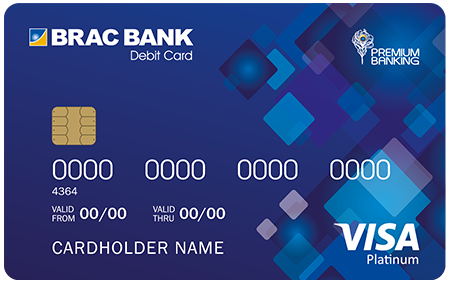 BRAC BANK
Debit Card
PREMIUM
BANKING
0000 0000 0000 0000
4364
VALID FROM 00/00 VALID THRU 00/00
CARDHOLDER NAME
VISA
Platinum